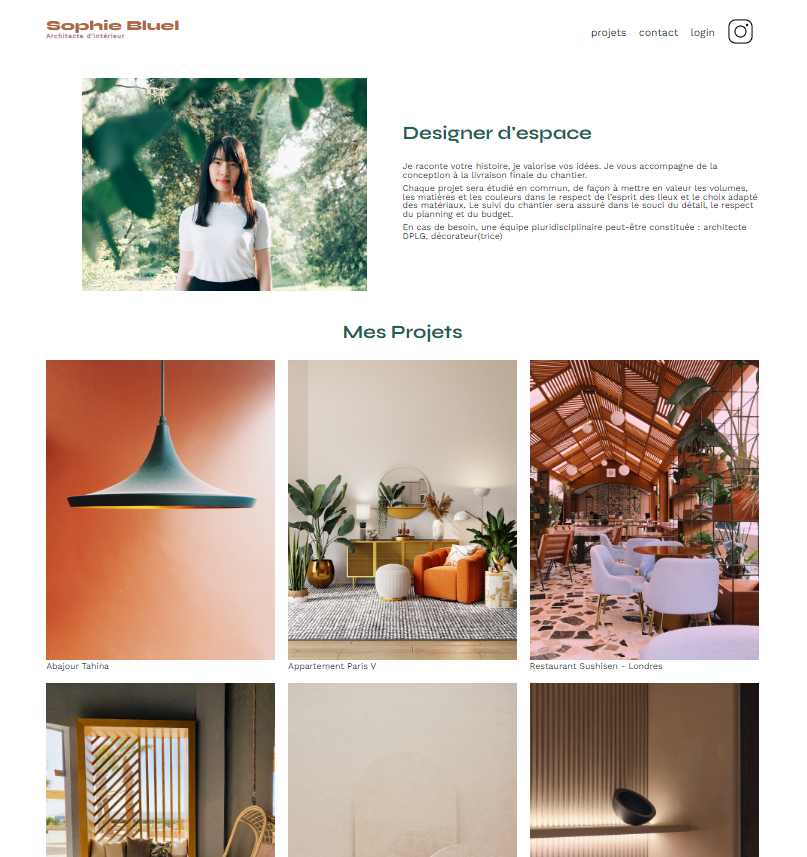 Sophie Bluel
Architecte d'intérieur
projets contact login
Designer d'espace
Je raconte votre histoire, je valorise vos idées. Je vous accompagne de la
conception à la livraison finale du chantier.
Chaque projet sera étudié en commun, de façon à mettre en valeur les volumes,
les matières et les couleurs dans le respect de l'esprit des lieux et le choix adapté
des matériaux. Le suivi du chantier sera assuré dans le souci du détail, le respect
du planning et du budget.
En cas de besoin, une équipe pluridisciplinaire peut-être constituée : architecte
DPLG, décorateur(trice)
Mes Projets
Abajour Tahina
Appartement Paris V
Restaurant Sushisen - Londres